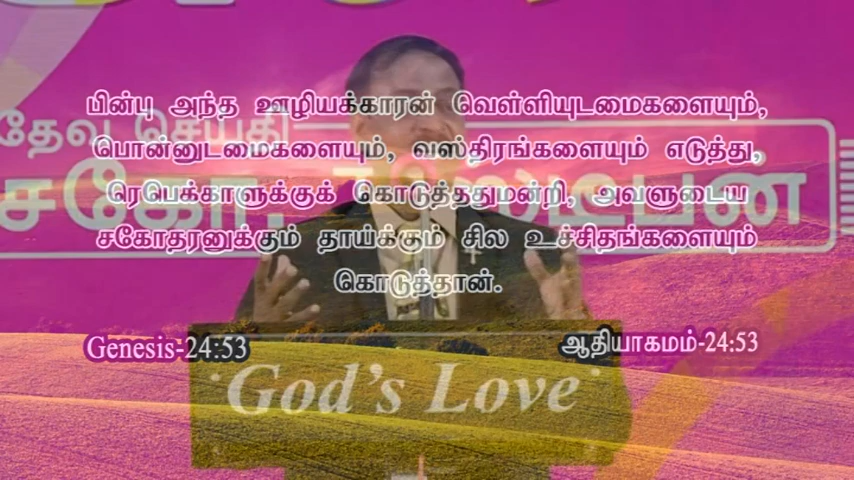 பின்பு அந்த ஊழியக்காரன் வெள்ளியுடமைகளையும்,
தேவ செய்தி
பொன்னுடமைகளையும், வஸ்திரங்களையும் எடுத்து,
ரெபெக்காளுக்குக் கொடுத்ததுமன்றி, அவளுடைய
சகோ.
சகோதரனுக்கும் தாய்க்கும் சில உச்சிதங்களையும்
கொடுத்தான்.
Genesis-24:53 ஆதியாகமம்-24:53
God's Love